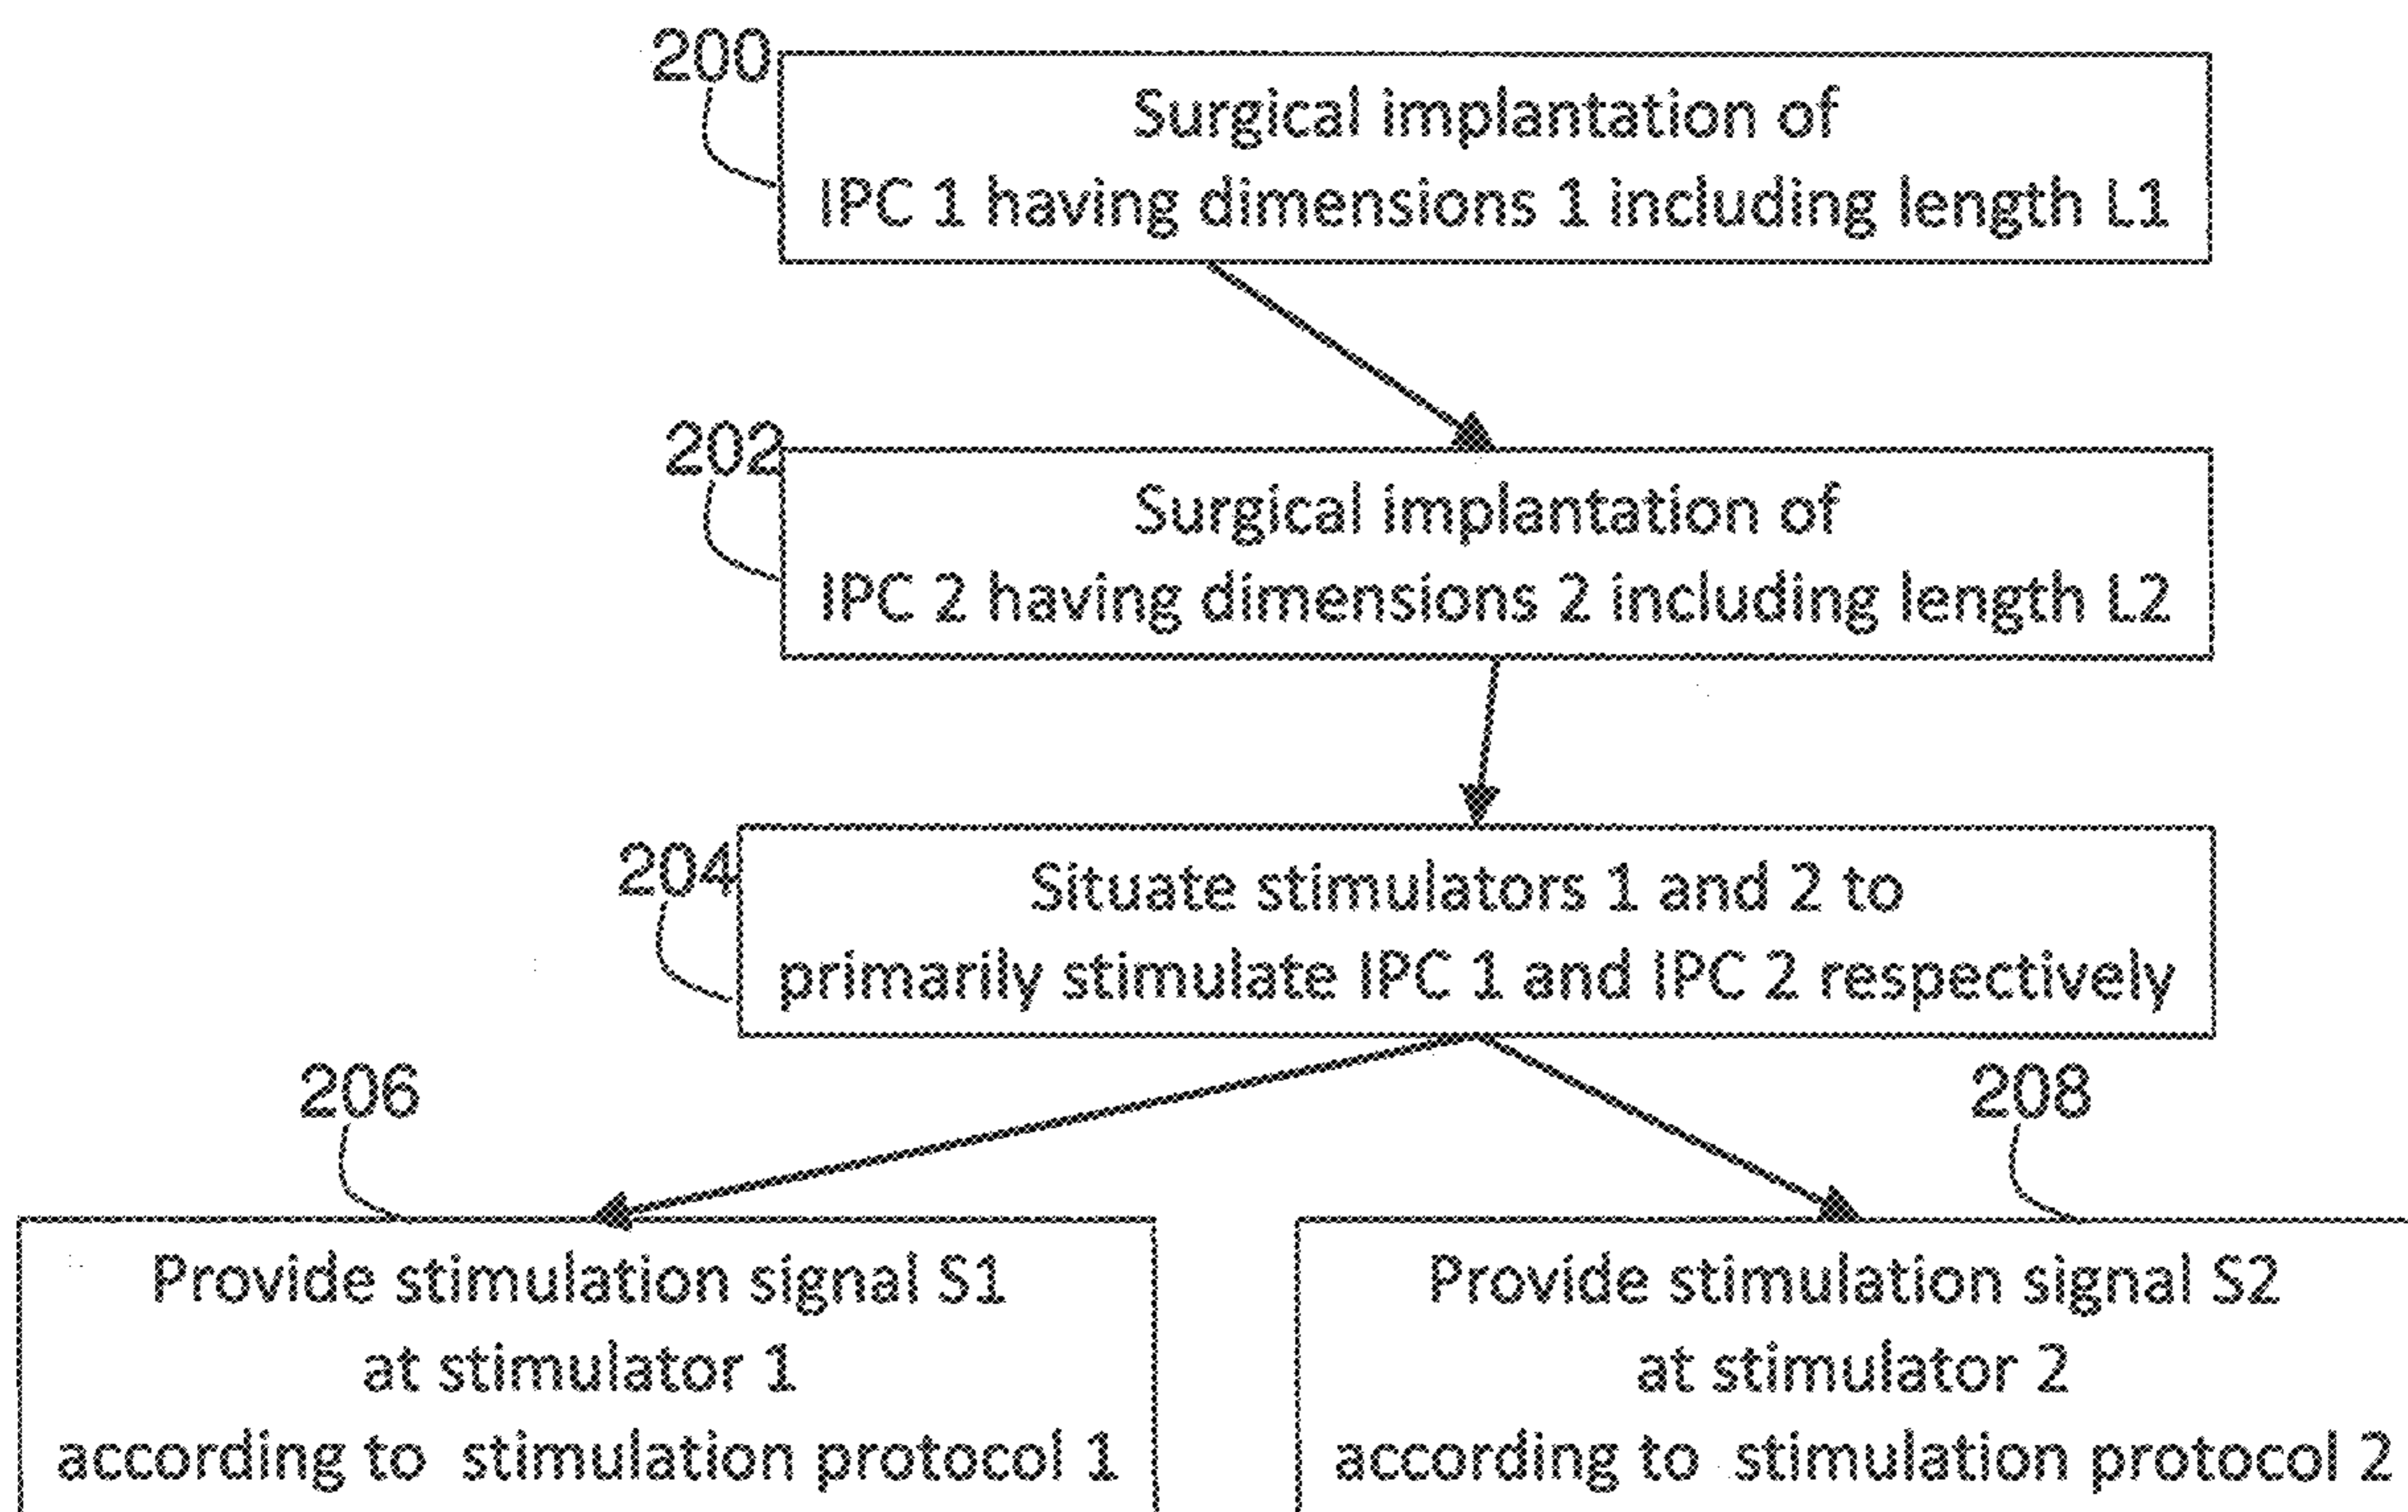 200
Surgical implantation of
IPC 1 having dimensions 1 including length L1
202
Surgical implantation of
IPC 2 having dimensions 2 including length L2
204
Situate stimulators 1 and 2 to
primarily stimulate IPC 1 and IPC 2 respectively
206
208
Provide stimulation signal S1
at stimulator 1
according to stimulation protocol 1
Provide stimulation signal S2
at stimulator 2
according to stimulation protocol 2